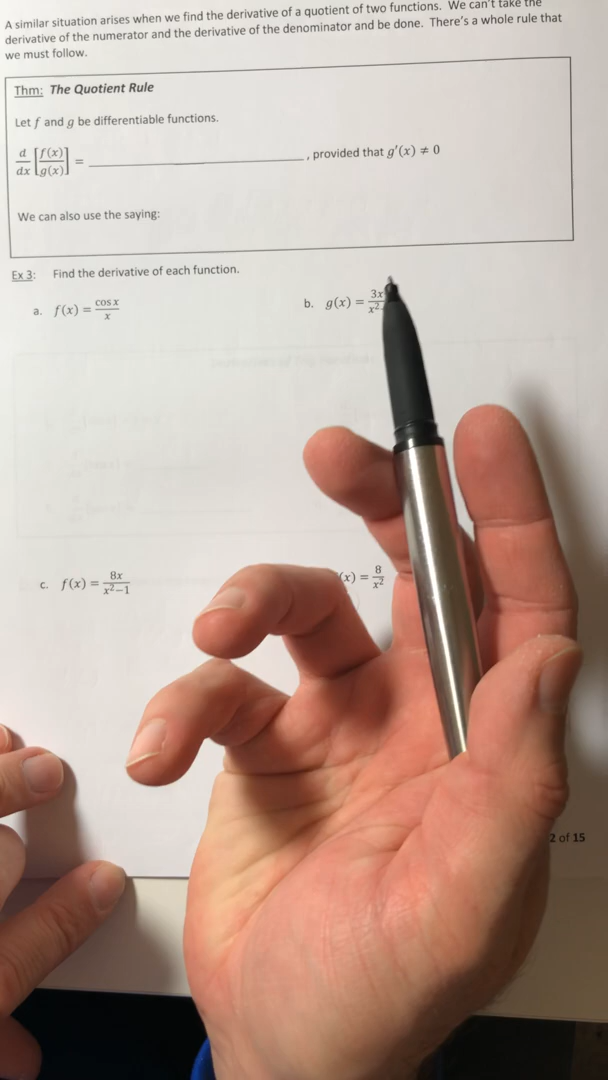 A similar situation arises when we find the derivative of a quotient of two functions. We can't take the
derivative of the numerator and the derivative of the denominator and be done. There's a whole rule that
we must follow.
Thm: The Quotient Rule
Let f and g be differentiable functions.
d/dx [f(x)/g(x)] = ____________________, provided that g'(x) ≠ 0
We can also use the saying:
Ex 3: Find the derivative of each function.
a. f(x) = cos x/x
b. g(x) = 3x/x²
c. f(x) = 8x/x²−1
(x) = 8/x²
2 of 15